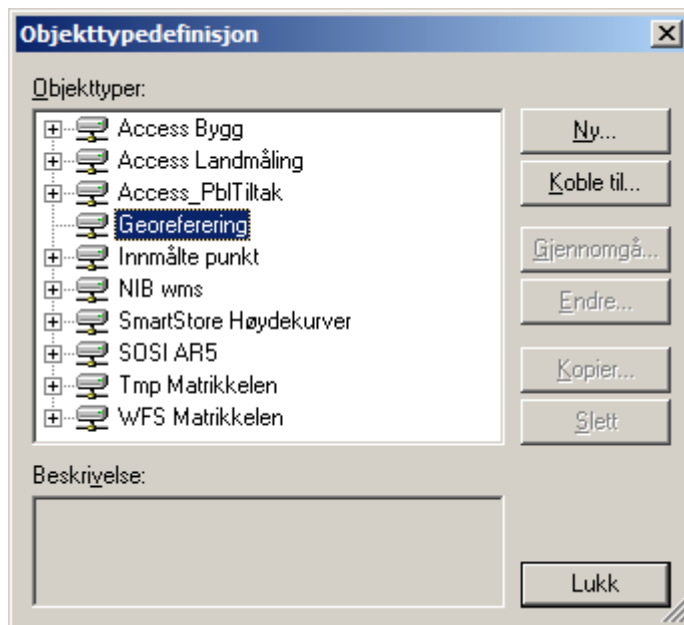 Objekttypedefinisjon
Objekttyper:
Access Bygg
Access Landmåling
Access_PblTiltak
Georeferering
Innmålte punkt
NIB wms
SmartStore Høydekurver
SOSI AR5
Tmp Matrikkelen
WFS Matrikkelen
Ny...
Koble til...
Gjennomgå...
Endre...
Kopier...
Slett
Beskrivelse:
Lukk